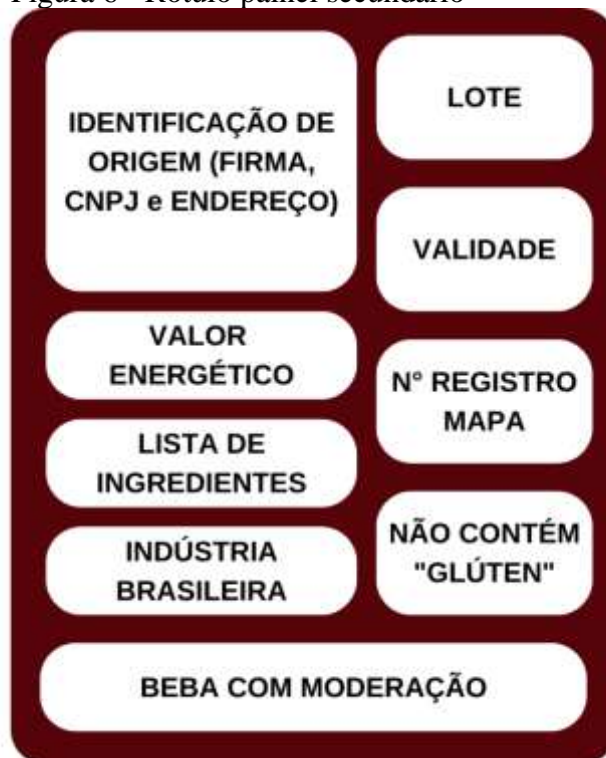 Figura 6 - Rótulo painel secundário
IDENTIFICAÇÃO DE
ORIGEM (FIRMA,
CNPJ e ENDEREÇO)
LOTE
VALIDADE
VALOR
ENERGÉTICO
Nº REGISTRO
MAPA
LISTA DE
INGREDIENTES
NÃO CONTÉM
"GLÚTEN"
INDÚSTRIA
BRASILEIRA
BEBA COM MODERAÇÃO